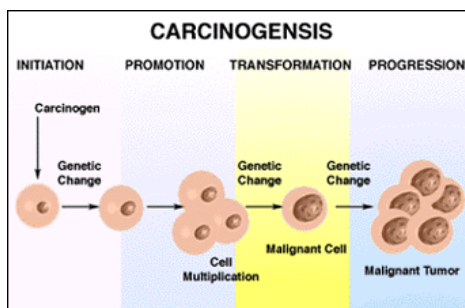 CARCINOGENSIS
INITIATION PROMOTION TRANSFORMATION PROGRESSION
Carcinogen
Genetic
Change
Genetic
Change
Genetic
Change
Cell
Multiplication
Malignant Cell
Malignant Tumor